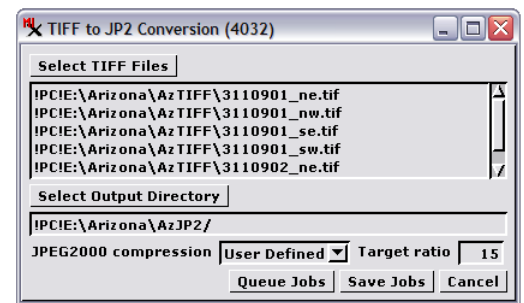 TIFF to JP2 Conversion (4032)
Select TIFF Files
!PC!E:\Arizona\AzTIFF\3110901_ne.tif
!PC!E:\Arizona\AzTIFF\3110901_nw.tif
!PC!E:\Arizona\AzTIFF\3110901_se.tif
!PC!E:\Arizona\AzTIFF\3110901_sw.tif
!PC!E:\Arizona\AzTIFF\3110902_ne.tif
Select Output Directory
!PC!E:\Arizona\AzJP2/
JPEG2000 compression User Defined Target ratio 15
Queue Jobs Save Jobs Cancel